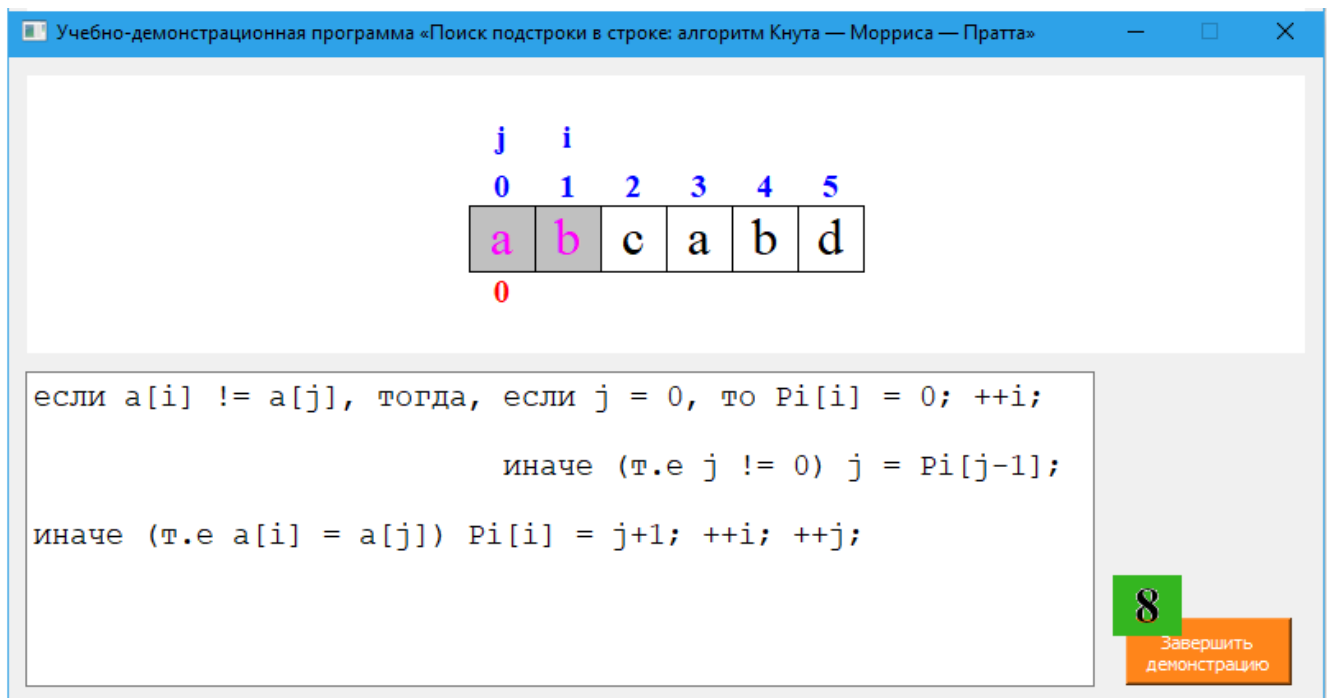 Учебно-демонстрационная программа «Поиск подстроки в строке: алгоритм Кнута — Морриса — Пратта»
j i
0 1 2 3 4 5
a b c a b d
0
если a[i] != a[j], тогда, если j = 0, то Pi[i] = 0; ++i;
иначе (т.е j != 0) j = Pi[j-1];
иначе (т.е a[i] = a[j]) Pi[i] = j+1; ++i; ++j;
8
Завершить
демонстрацию